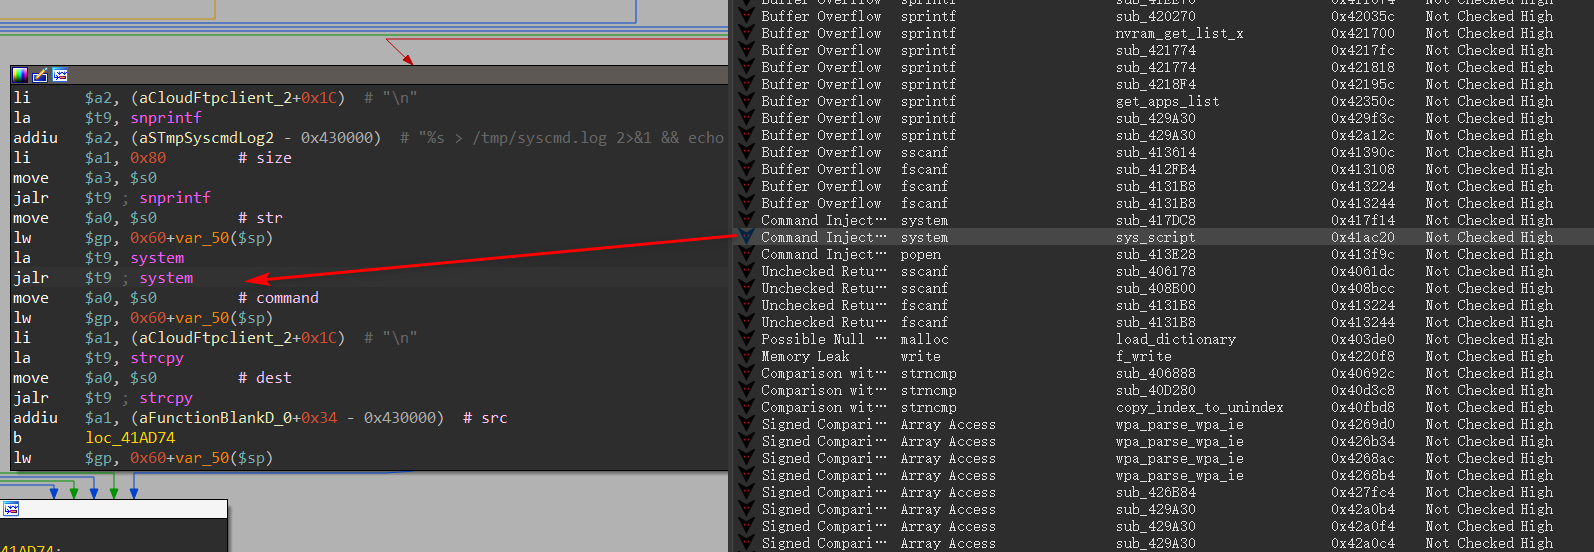 li $a2, (aCloudFtpclient_2+0x1C) # "\n"
la $t9, snprintf
addiu $a2, (aSTmpSyscmdLog2 - 0x430000) # "%s > /tmp/syscmd.log 2>&1 && echo
li $a1, 0x80 # size
move $a3, $s0
jalr $t9 ; snprintf
move $a0, $s0 # str
lw $gp, 0x60+var_50($sp)
la $t9, system
jalr $t9 ; system
move $a0, $s0 # command
lw $gp, 0x60+var_50($sp)
li $a1, (aCloudFtpclient_2+0x1C) # "\n"
la $t9, strcpy
move $a0, $s0 # dest
jalr $t9 ; strcpy
addiu $a1, (aFunctionBlankD_0+0x34 - 0x430000) # src
b loc_41AD74
lw $gp, 0x60+var_50($sp)
41AD74:
Buffer Overflow sprintf sub_420270 0x42035c Not Checked High
Buffer Overflow sprintf nvram_get_list_x 0x421700 Not Checked High
Buffer Overflow sprintf sub_421774 0x4217fc Not Checked High
Buffer Overflow sprintf sub_421774 0x421818 Not Checked High
Buffer Overflow sprintf sub_4218F4 0x42195c Not Checked High
Buffer Overflow sprintf get_apps_list 0x42350c Not Checked High
Buffer Overflow sprintf sub_429A30 0x429f3c Not Checked High
Buffer Overflow sprintf sub_429A30 0x42a12c Not Checked High
Buffer Overflow sscanf sub_413614 0x41390c Not Checked High
Buffer Overflow fscanf sub_412FB4 0x413108 Not Checked High
Buffer Overflow fscanf sub_4131B8 0x413224 Not Checked High
Buffer Overflow fscanf sub_4131B8 0x413244 Not Checked High
Command Inject… system sub_417DC8 0x417f14 Not Checked High
Command Inject… system sys_script 0x41ac20 Not Checked High
Command Inject… popen sub_413E28 0x413f9c Not Checked High
Unchecked Retu… sscanf sub_406178 0x4061dc Not Checked High
Unchecked Retu… sscanf sub_408B00 0x408bcc Not Checked High
Unchecked Retu… fscanf sub_4131B8 0x413224 Not Checked High
Unchecked Retu… fscanf sub_4131B8 0x413244 Not Checked High
Possible Null … malloc load_dictionary 0x403de0 Not Checked High
Memory Leak write f_write 0x4220f8 Not Checked High
Comparison wit… strncmp sub_406888 0x40692c Not Checked High
Comparison wit… strncmp sub_40D280 0x40d3c8 Not Checked High
Comparison wit… strncmp copy_index_to_unindex 0x40fbd8 Not Checked High
Signed Compari… Array Access wpa_parse_wpa_ie 0x4269d0 Not Checked High
Signed Compari… Array Access wpa_parse_wpa_ie 0x426b34 Not Checked High
Signed Compari… Array Access wpa_parse_wpa_ie 0x4268ac Not Checked High
Signed Compari… Array Access wpa_parse_wpa_ie 0x4268b4 Not Checked High
Signed Compari… Array Access sub_426B84 0x427fc4 Not Checked High
Signed Compari… Array Access sub_429A30 0x42a0b4 Not Checked High
Signed Compari… Array Access sub_429A30 0x42a0f4 Not Checked High
Signed Compari… Array Access sub_429A30 0x42a0c4 Not Checked High